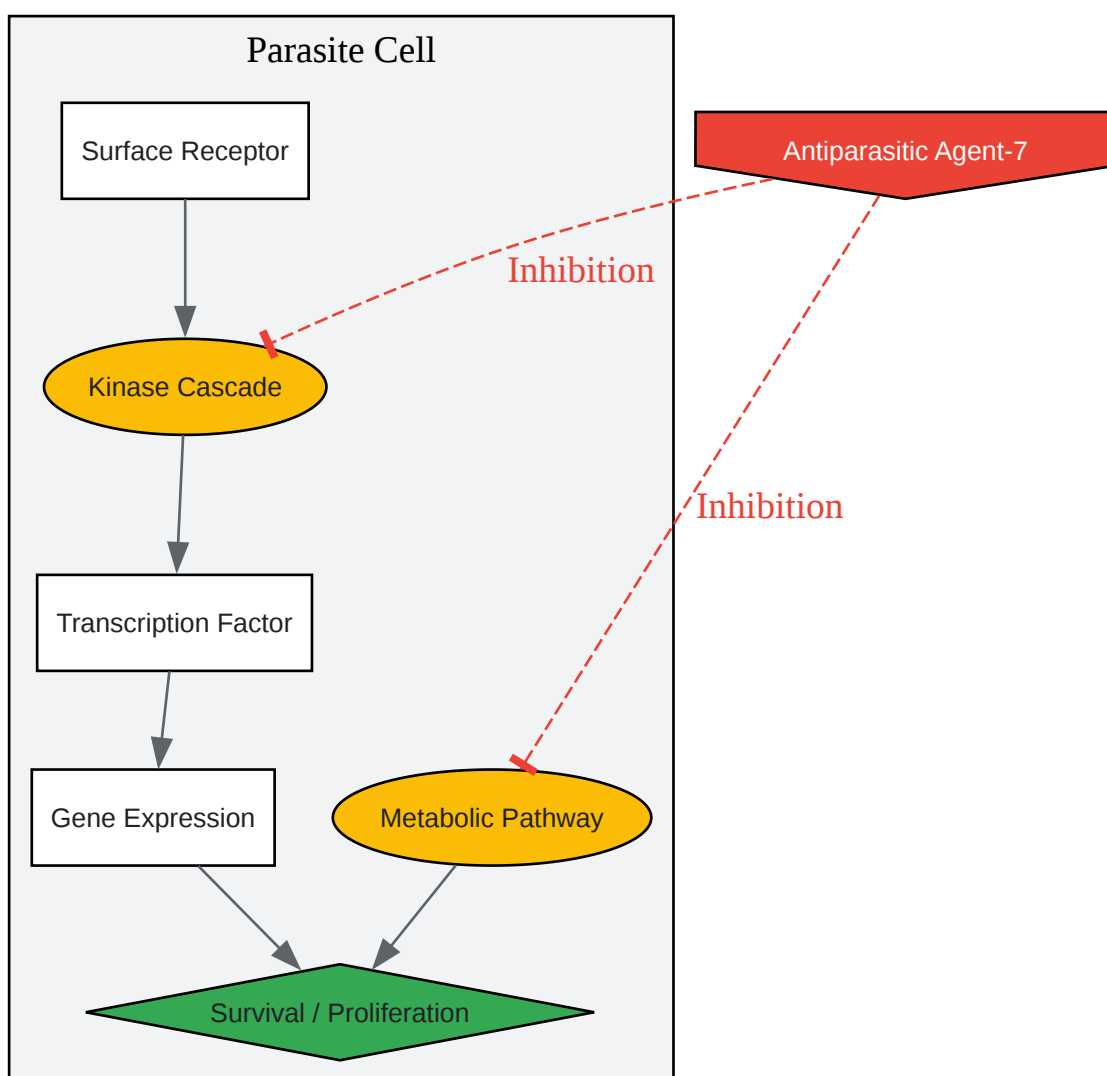 Parasite Cell
Surface Receptor
Antiparasitic Agent-7
Inhibition
Kinase Cascade
Inhibition
Transcription Factor
Gene Expression
Metabolic Pathway
Survival / Proliferation